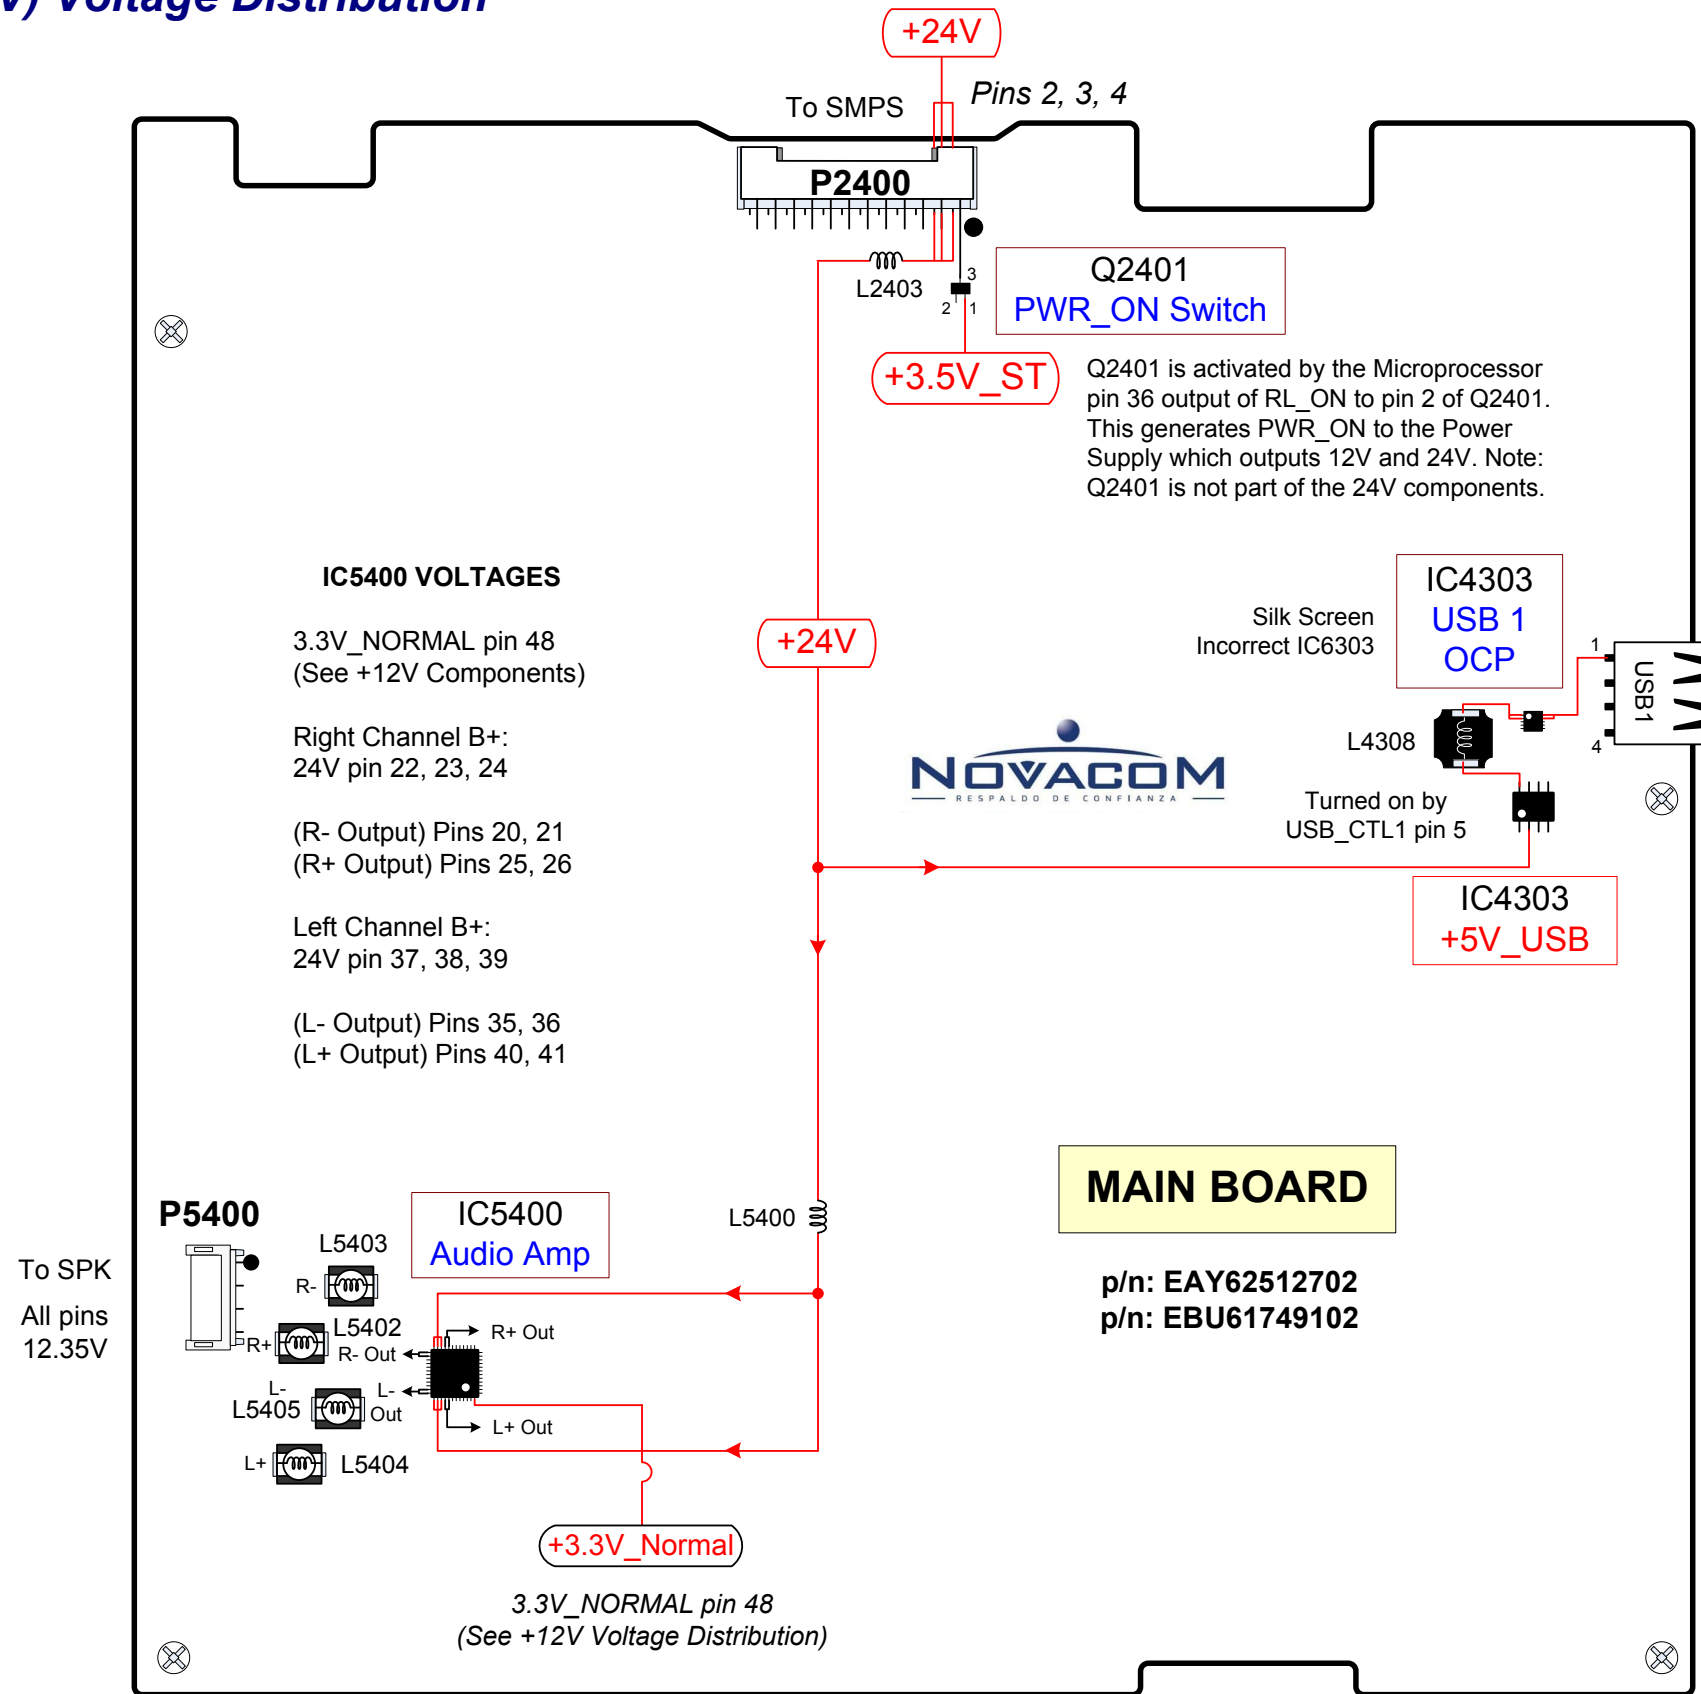 v) Voltage Distribution
+24V
To SMPS
Pins 2, 3, 4
P2400
L2403
3
2
1
Q2401
PWR_ON Switch
+3.5V_ST
Q2401 is activated by the Microprocessor
pin 36 output of RL_ON to pin 2 of Q2401.
This generates PWR_ON to the Power
Supply which outputs 12V and 24V. Note:
Q2401 is not part of the 24V components.
IC5400 VOLTAGES
3.3V_NORMAL pin 48
(See +12V Components)
Right Channel B+:
24V pin 22, 23, 24
(R- Output) Pins 20, 21
(R+ Output) Pins 25, 26
Left Channel B+:
24V pin 37, 38, 39
(L- Output) Pins 35, 36
(L+ Output) Pins 40, 41
+24V
NOVACOM
RESPALDO DE CONFIANZA
Silk Screen
Incorrect IC6303
IC4303
USB 1
OCP
1
USB1
4
L4308
Turned on by
USB_CTL1 pin 5
IC4303
+5V_USB
MAIN BOARD
p/n: EAY62512702
p/n: EBU61749102
P5400
To SPK
All pins
12.35V
L5403
R-
L5402
R+
R- Out
L-
L5405
L-
Out
L+
L5404
IC5400
Audio Amp
L5400
R+ Out
L+ Out
+3.3V_Normal
3.3V_NORMAL pin 48
(See +12V Voltage Distribution)